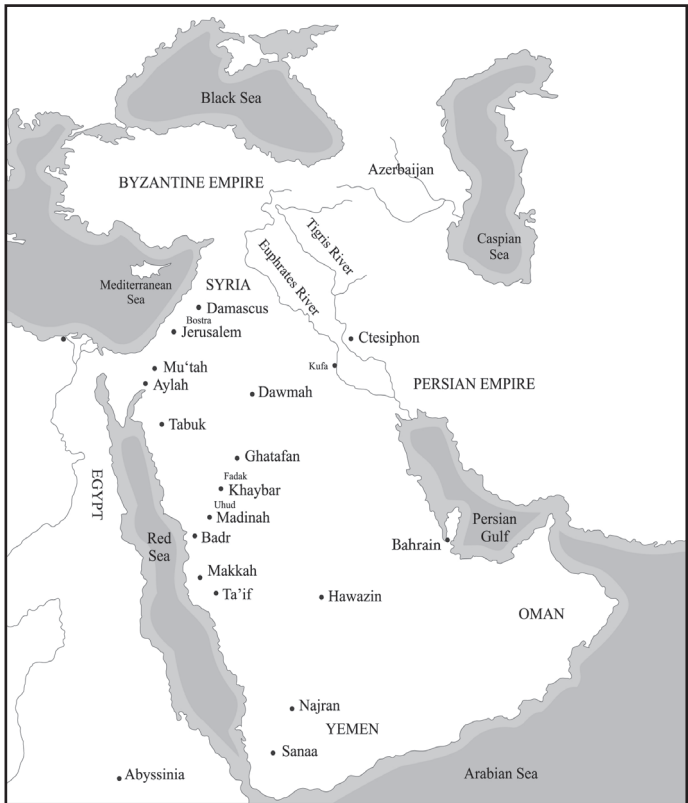 Black Sea
Azerbaijan
BYZANTINE EMPIRE
Tigris River
Caspian
Sea
Euphrates River
Mediterranean
Sea
SYRIA
Damascus
Bostra
Jerusalem
Ctesiphon
Mu‘tah
Kufa
Aylah
Dawmah
PERSIAN EMPIRE
Tabuk
Ghatafan
EGYPT
Fadak
Khaybar
Uhud
Madinah
Persian
Gulf
Red
Sea
Badr
Bahrain
Makkah
Ta’if
Hawazin
OMAN
Najran
YEMEN
Sanaa
Abyssinia
Arabian Sea